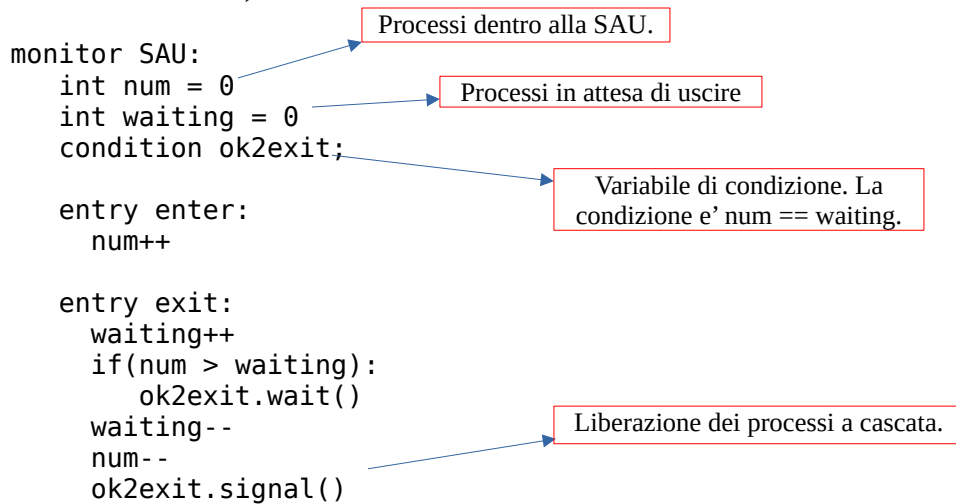 Processi dentro alla SAU.
monitor SAU:
int num = 0
Processi in attesa di uscire
int waiting = 0
condition ok2exit;
Variabile di condizione. La
condizione e' num == waiting.
entry enter:
num++
entry exit:
waiting++
if(num > waiting):
ok2exit.wait()
waiting--
Liberazione dei processi a cascata.
num--
ok2exit.signal()